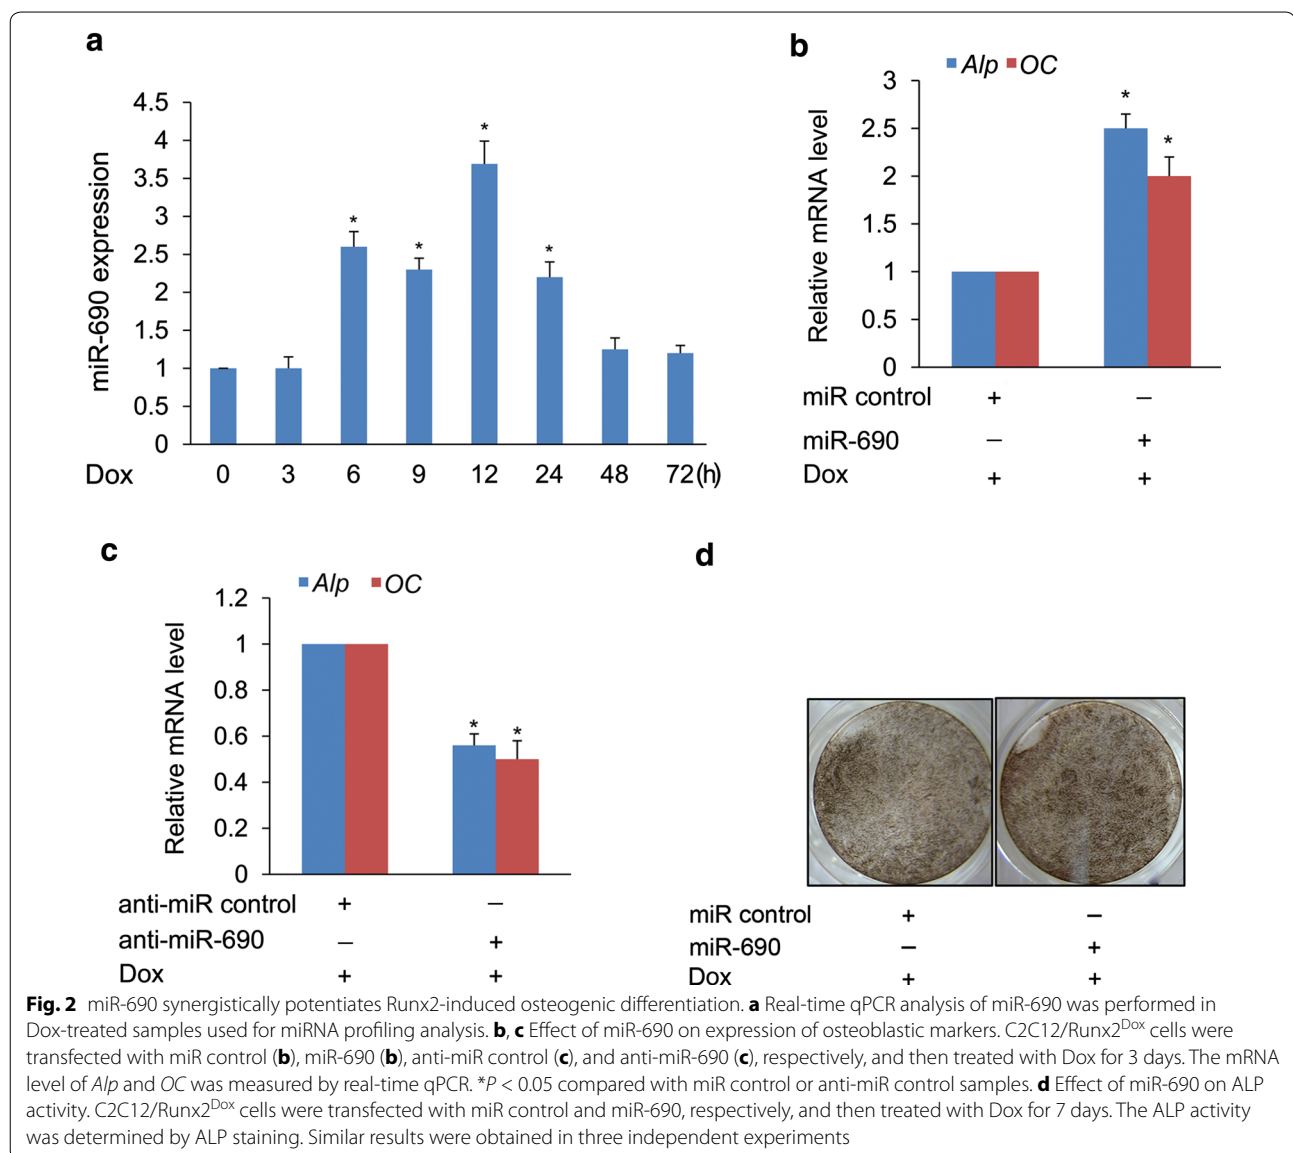 a
4.5
4
3.5
3
2.5
2
1.5
1
0.5
0
miR-690 expression
* * * *
Dox 0 3 6 9 12 24 48 72(h)
b
Alp OC
3
2.5
2
1.5
1
0.5
0
Relative mRNA level
* *
miR control + –
miR-690 – +
Dox + +
c
Alp OC
1.2
1
0.8
0.6
0.4
0.2
0
Relative mRNA level
* *
anti-miR control + –
anti-miR-690 – +
Dox + +
d
miR control + –
miR-690 – +
Dox + +
Fig. 2 miR-690 synergistically potentiates Runx2-induced osteogenic differentiation. a Real-time qPCR analysis of miR-690 was performed in
Dox-treated samples used for miRNA profiling analysis. b, c Effect of miR-690 on expression of osteoblastic markers. C2C12/Runx2Dox cells were
transfected with miR control (b), miR-690 (b), anti-miR control (c), and anti-miR-690 (c), respectively, and then treated with Dox for 3 days. The mRNA
level of Alp and OC was measured by real-time qPCR. *P < 0.05 compared with miR control or anti-miR control samples. d Effect of miR-690 on ALP
activity. C2C12/Runx2Dox cells were transfected with miR control and miR-690, respectively, and then treated with Dox for 7 days. The ALP activity
was determined by ALP staining. Similar results were obtained in three independent experiments